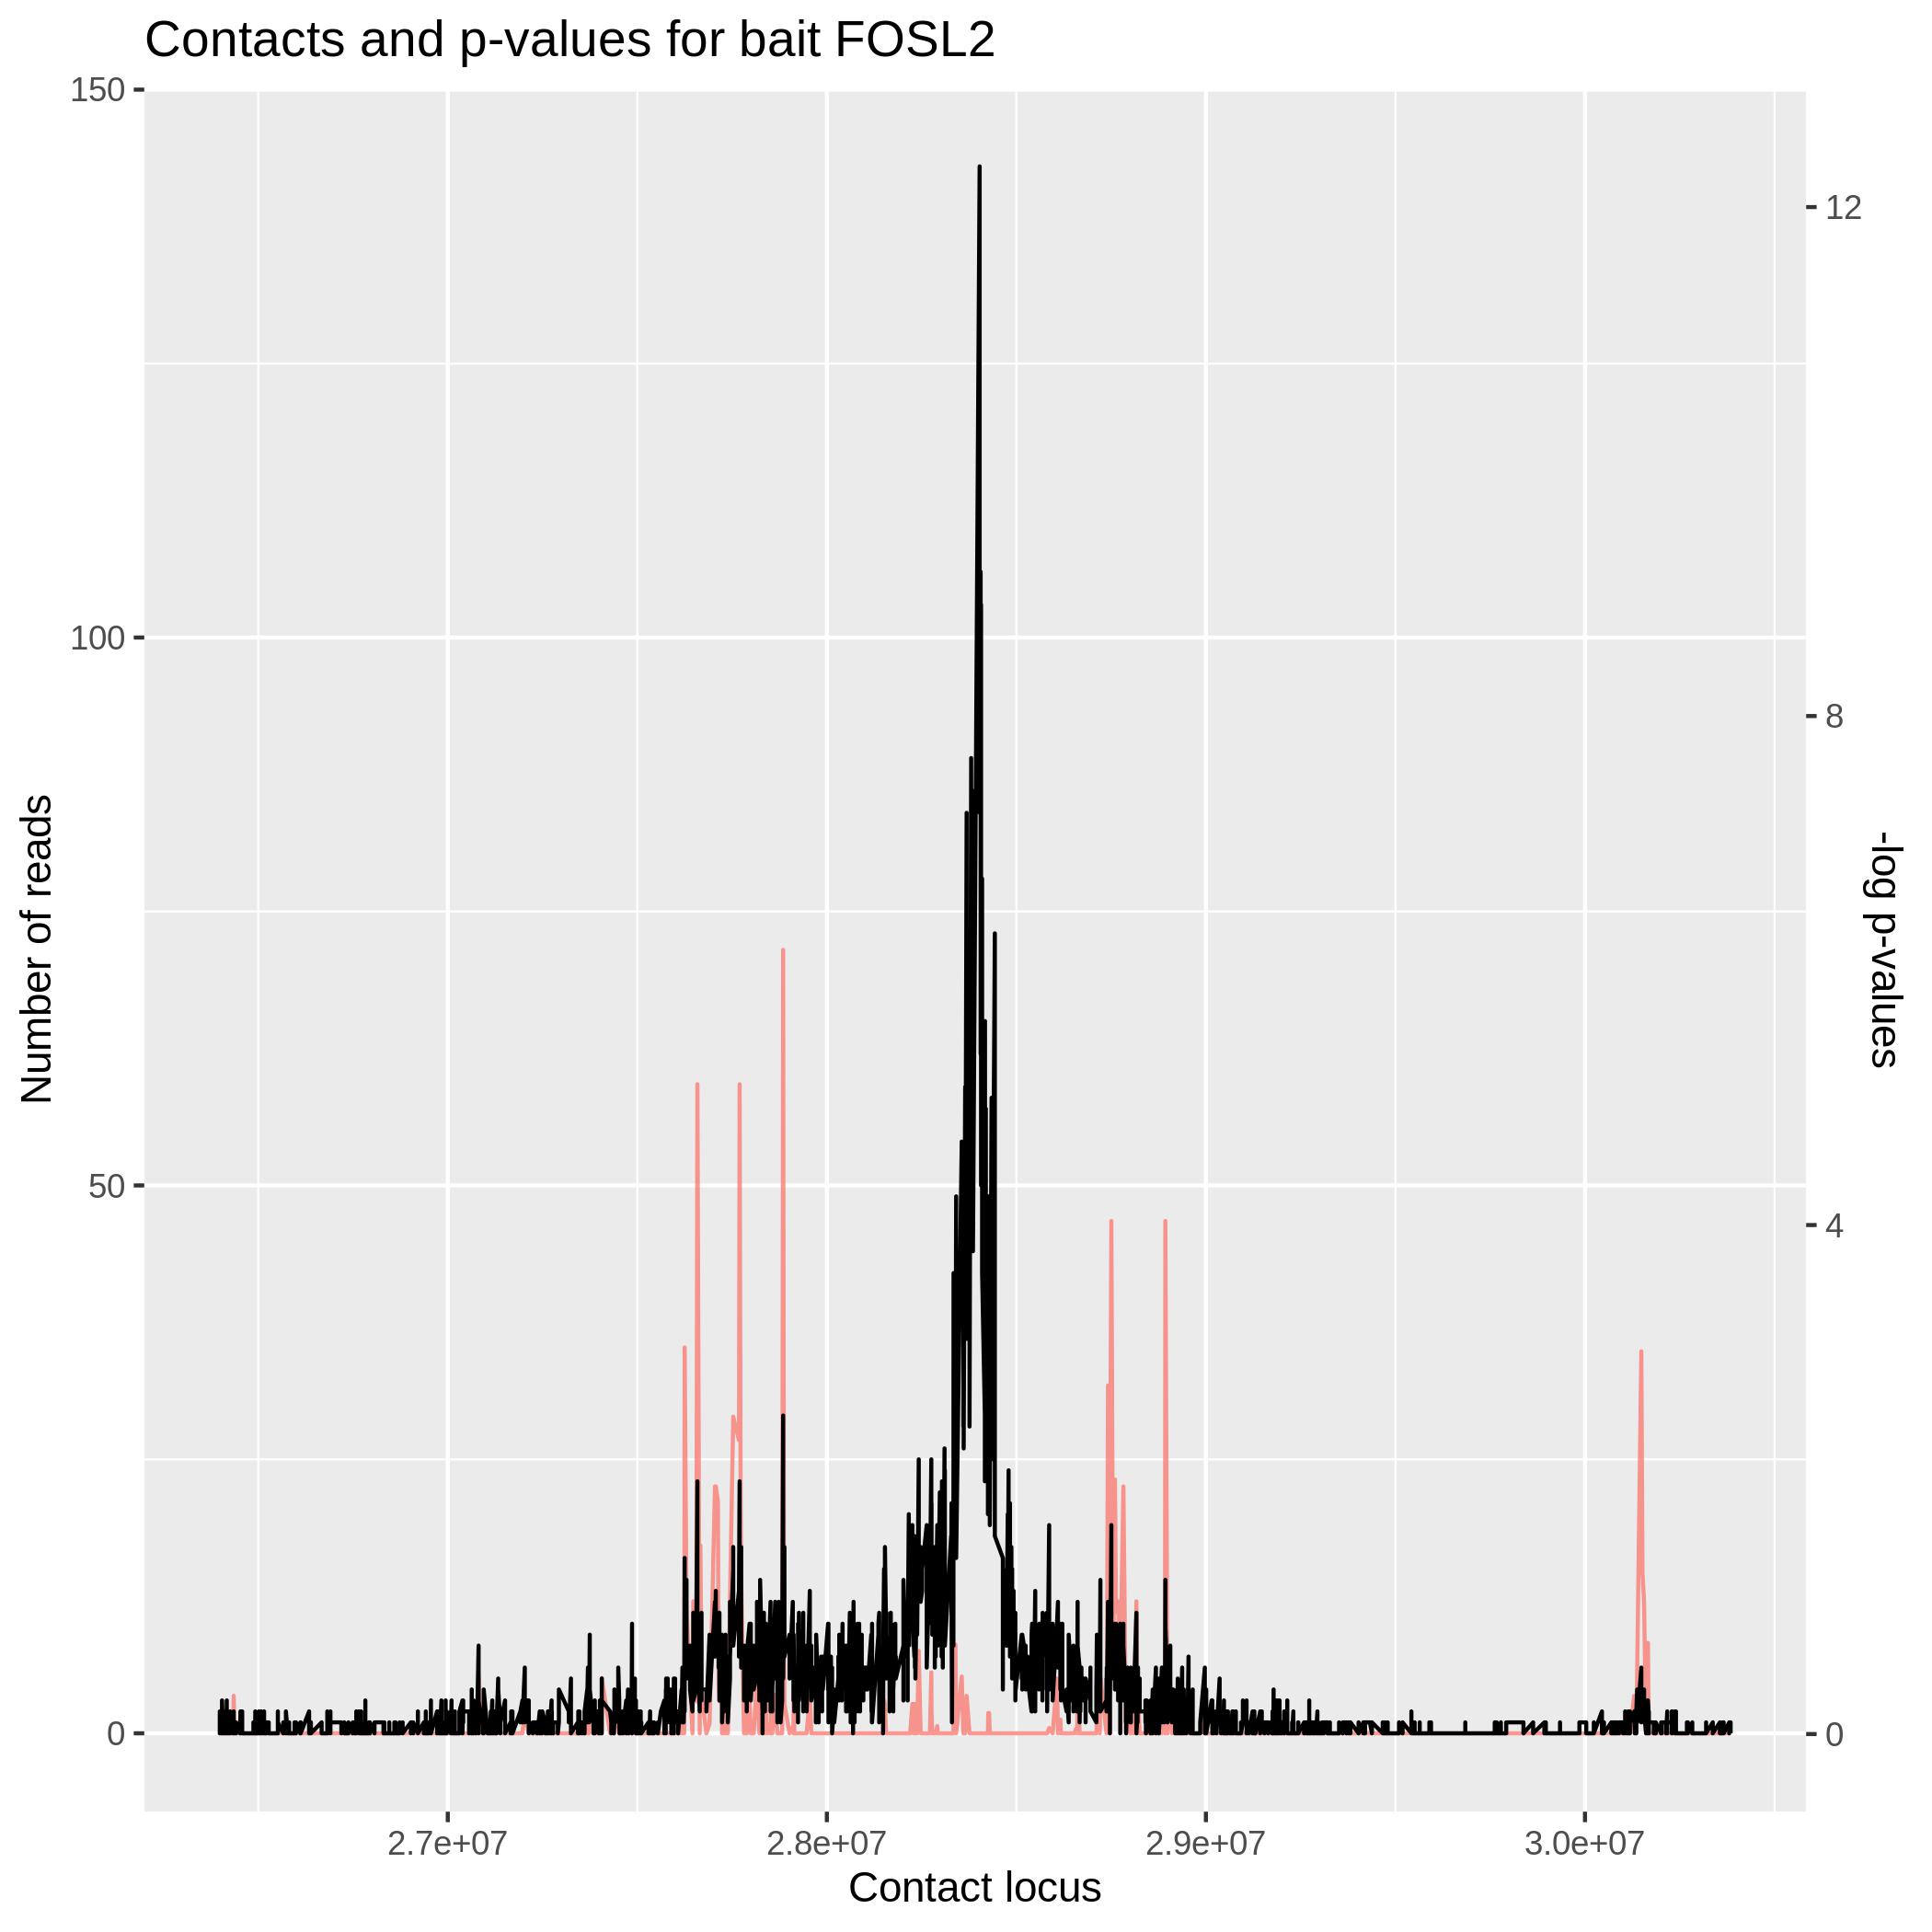 Contacts and p-values for bait FOSL2
150
100
50
0
Number of reads
12
8
4
0
-log p-values
2.7e+07 2.8e+07 2.9e+07 3.0e+07
Contact locus